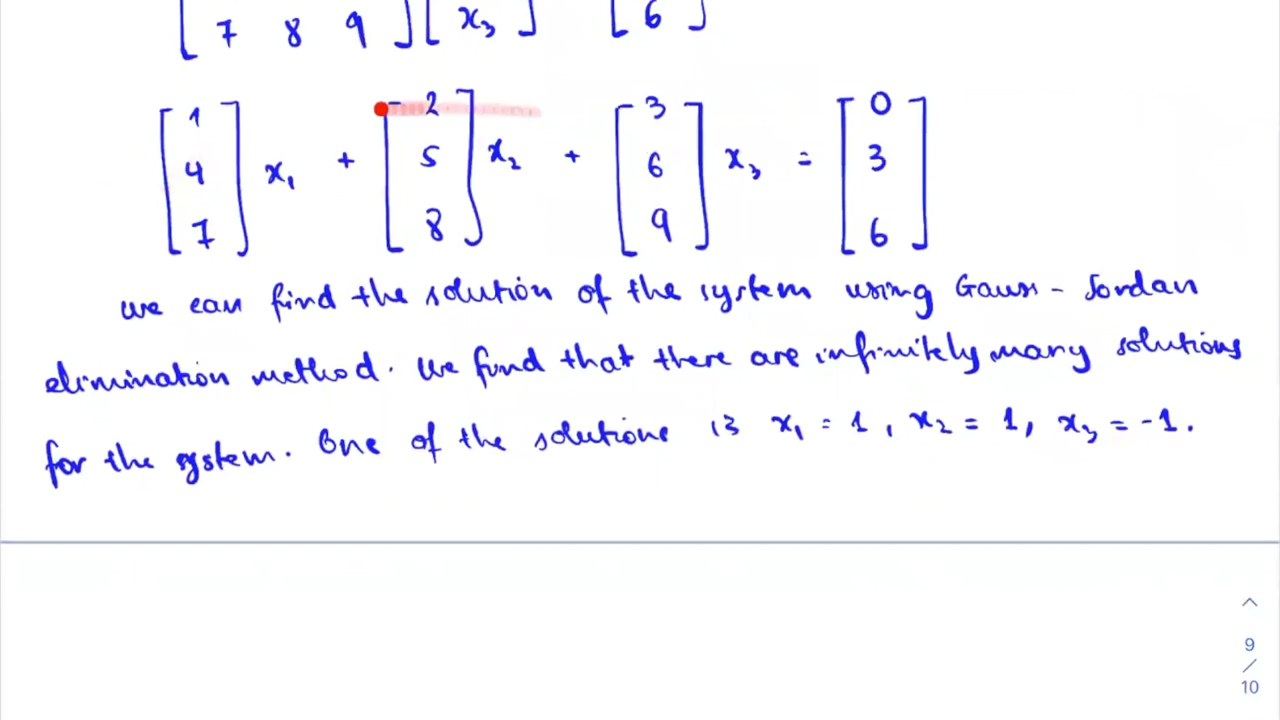 [ 7 8 9 ] [ x₃ ] [ 6 ]
[ 1 4 7 ] x₁ + [ 2 5 8 ] x₂ + [ 3 6 9 ] x₃ = [ 0 3 6 ]
we can find the solution of the system using Gauss - Jordan
elimination method. We find that there are infinitely many solutions
for the system. One of the solutions is x₁ = 1, x₂ = 1, x₃ = -1.
9
/
10